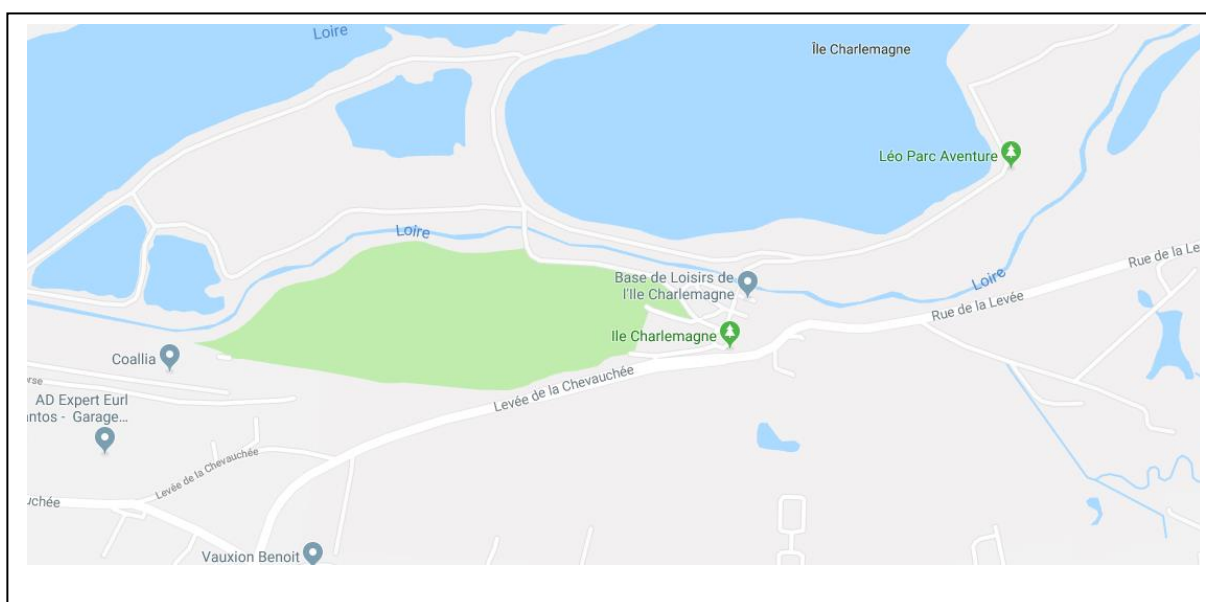 Loire
Île Charlemagne
Léo Parc Aventure
Loire
Base de Loisirs de
l'Ile Charlemagne
Loire
Rue de la Le
Rue de la Levée
Ile Charlemagne
Coallia
Levée de la Chevauchée
orse
AD Expert Eurl
antos - Garage...
Levée de la Chevauchée
uchée
Vauxion Benoit